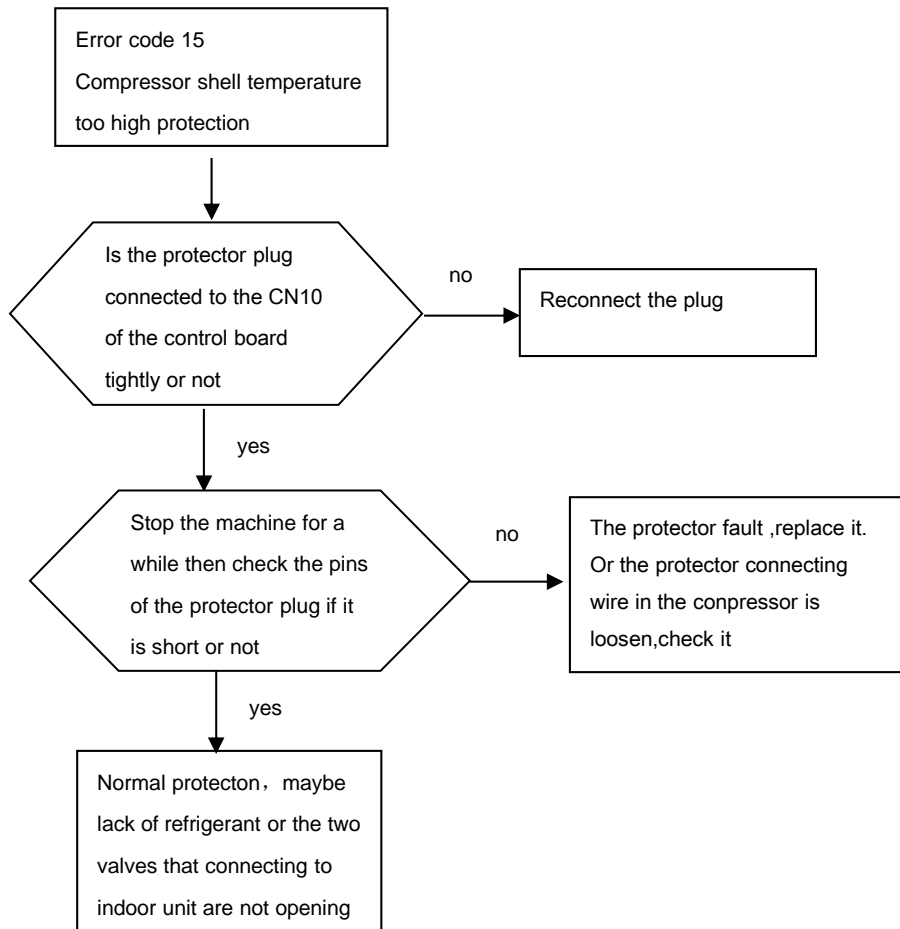 Error code 15
Compressor shell temperature
too high protection
Is the protector plug
connected to the CN10
of the control board
tightly or not
no
Reconnect the plug
yes
Stop the machine for a
while then check the pins
of the protector plug if it
is short or not
no
The protector fault ,replace it.
Or the protector connecting
wire in the conpressor is
loosen,check it
yes
Normal protecton，maybe
lack of refrigerant or the two
valves that connecting to
indoor unit are not opening